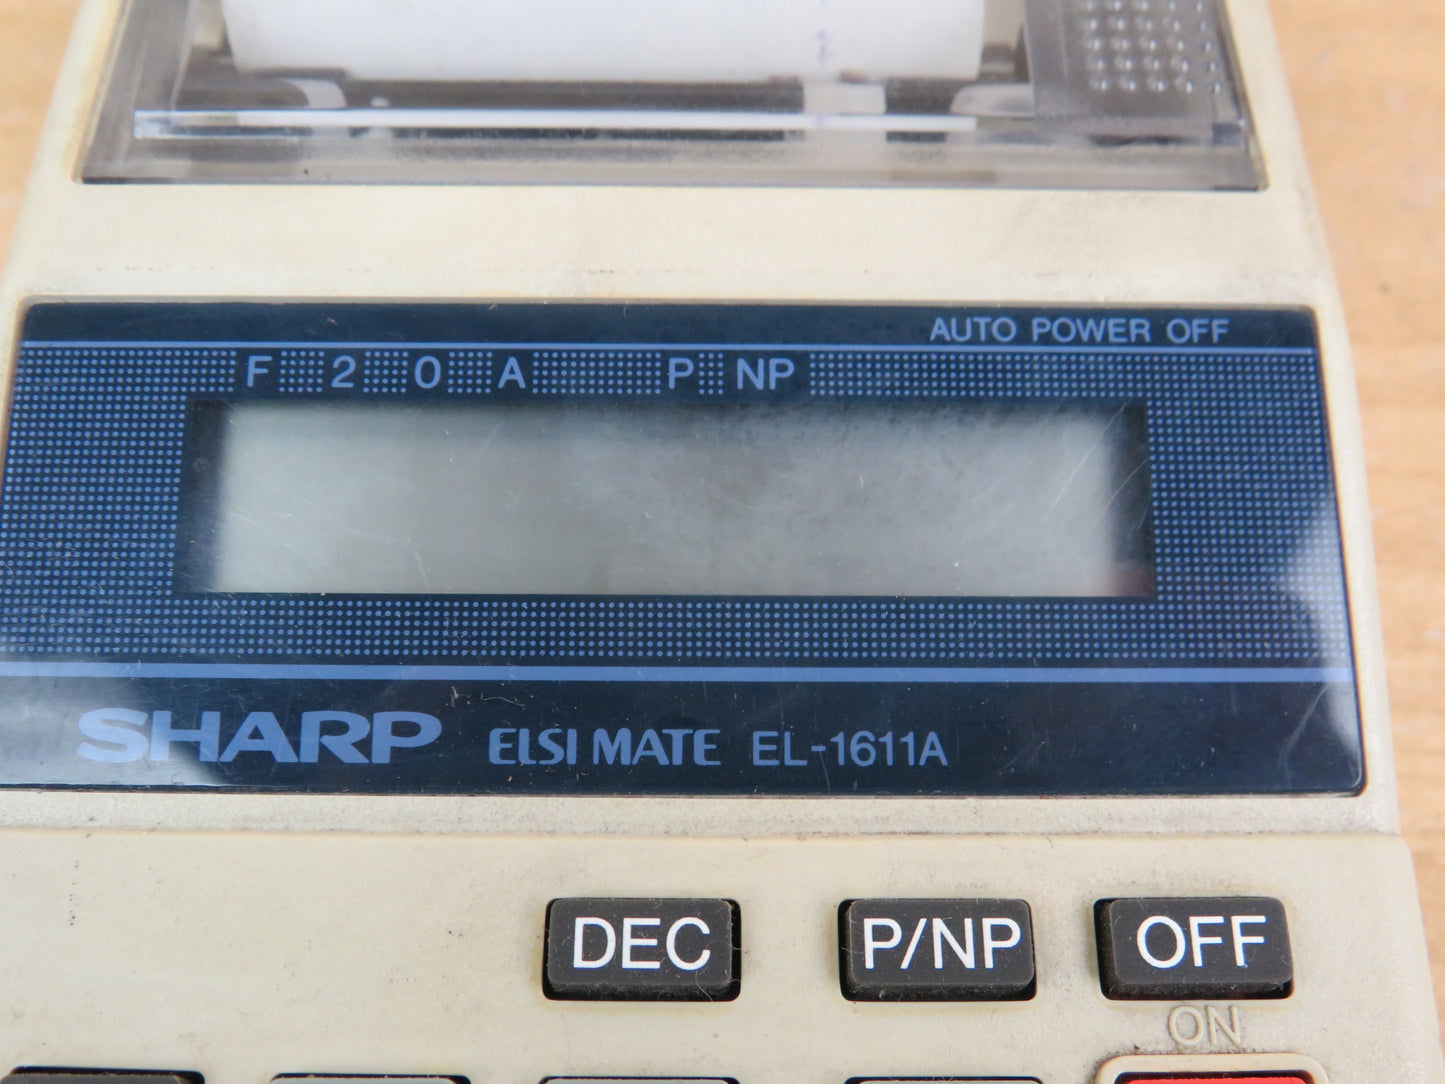 AUTO POWER OFF
F 2 0 A P NP
SHARP ELSI MATE EL-1611A
DEC P/NP OFF
ON